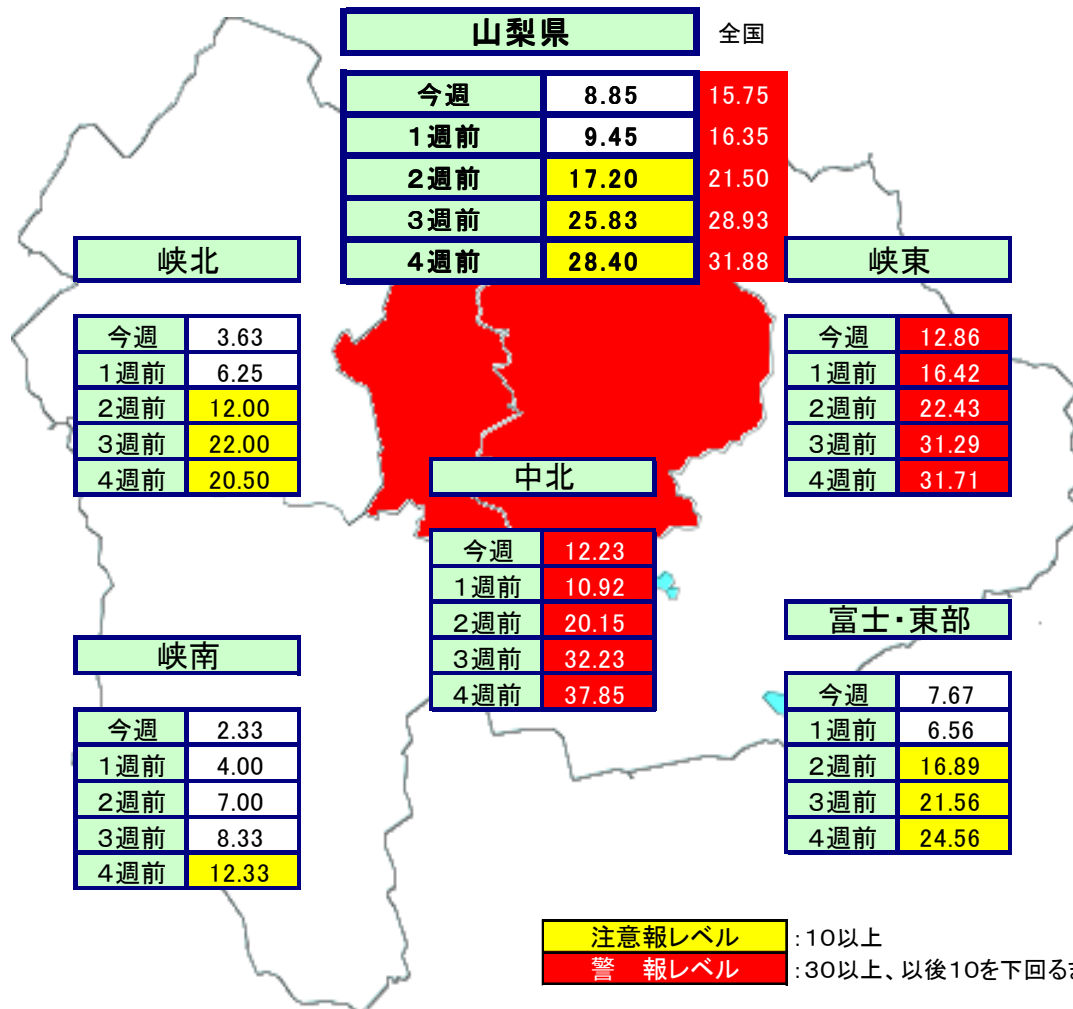 山梨県 全国
今週 8.85 15.75
1週前 9.45 16.35
2週前 17.20 21.50
3週前 25.83 28.93
4週前 28.40 31.88
峡北
今週 3.63
1週前 6.25
2週前 12.00
3週前 22.00
4週前 20.50
峡東
今週 12.86
1週前 16.42
2週前 22.43
3週前 31.29
4週前 31.71
中北
今週 12.23
1週前 10.92
2週前 20.15
3週前 32.23
4週前 37.85
峡南
今週 2.33
1週前 4.00
2週前 7.00
3週前 8.33
4週前 12.33
富士・東部
今週 7.67
1週前 6.56
2週前 16.89
3週前 21.56
4週前 24.56
注意報レベル :10以上
警 報レベル :30以上、以後10を下回る